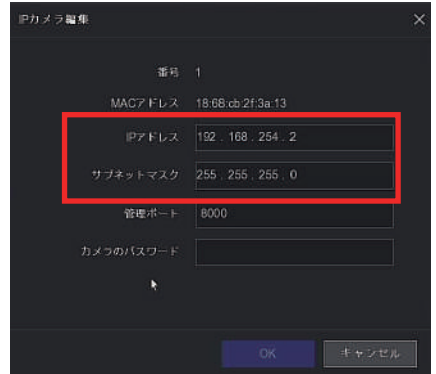 IPカメラ編集
番号 1
MACアドレス 18:68:cb:2f:3a:13
IPアドレス 192 . 168 . 254 . 2
サブネットマスク 255 . 255 . 255 . 0
管理ポート 8000
カメラのパスワード
OK キャンセル